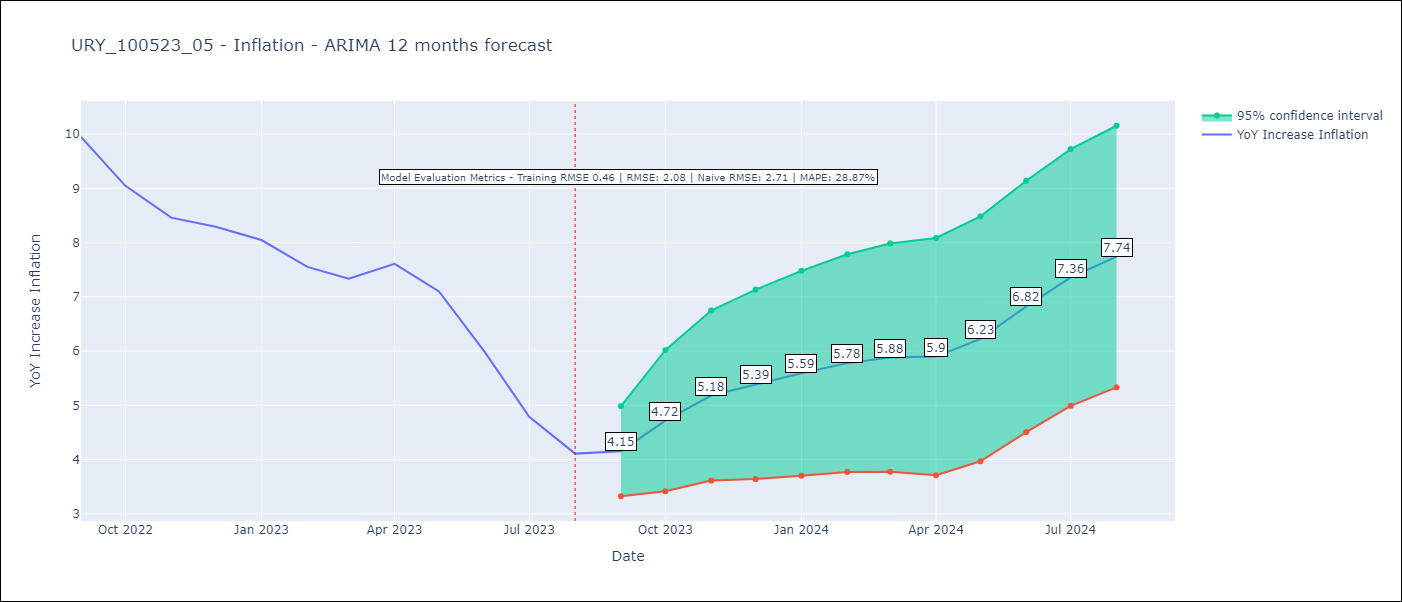 URY_100523_05 - Inflation - ARIMA 12 months forecast
95% confidence interval
YoY Increase Inflation
Model Evaluation Metrics - Training RMSE 0.46 | RMSE: 2.08 | Naive RMSE: 2.71 | MAPE: 28.87%
YoY Increase Inflation
10
9
8
7
6
5
4
3
4.15
4.72
5.18
5.39
5.59
5.78
5.88
5.9
6.23
6.82
7.36
7.74
Oct 2022
Jan 2023
Apr 2023
Jul 2023
Oct 2023
Jan 2024
Apr 2024
Jul 2024
Date